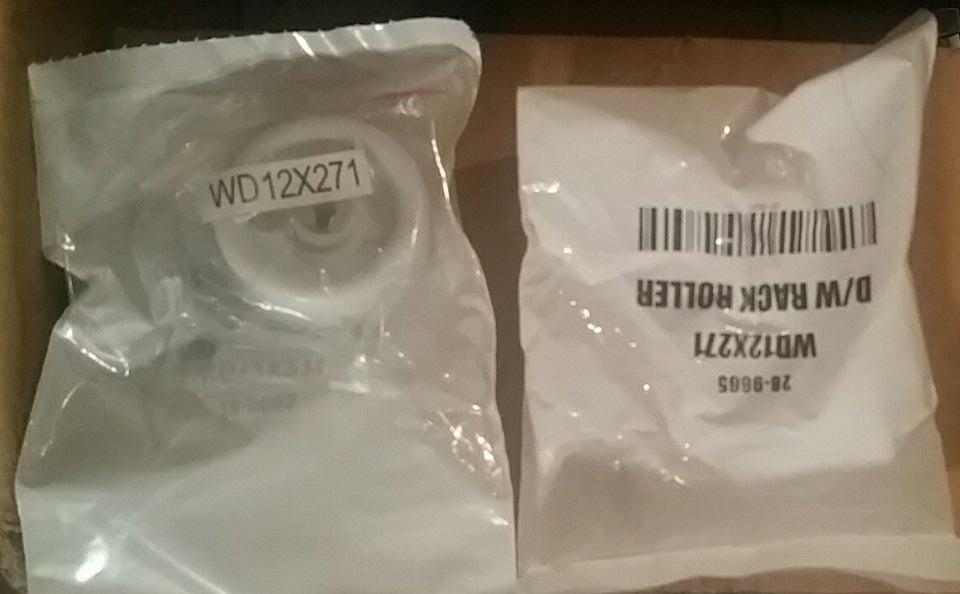 WD12X271
28-9665
WD12X271
D/W RACK ROLLER